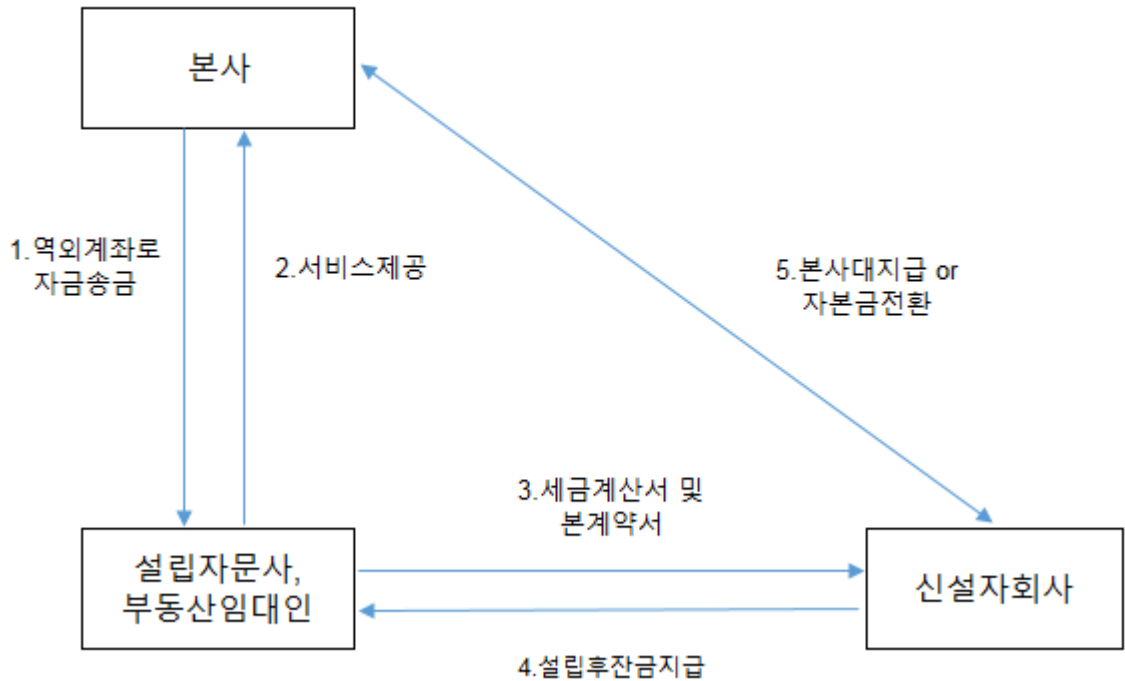 본사
1.역외계좌로
자금송금
2.서비스제공
5.본사대지급 or
자본금전환
3.세금계산서 및
본계약서
설립자문사,
부동산임대인
신설자회사
4.설립후잔금지급